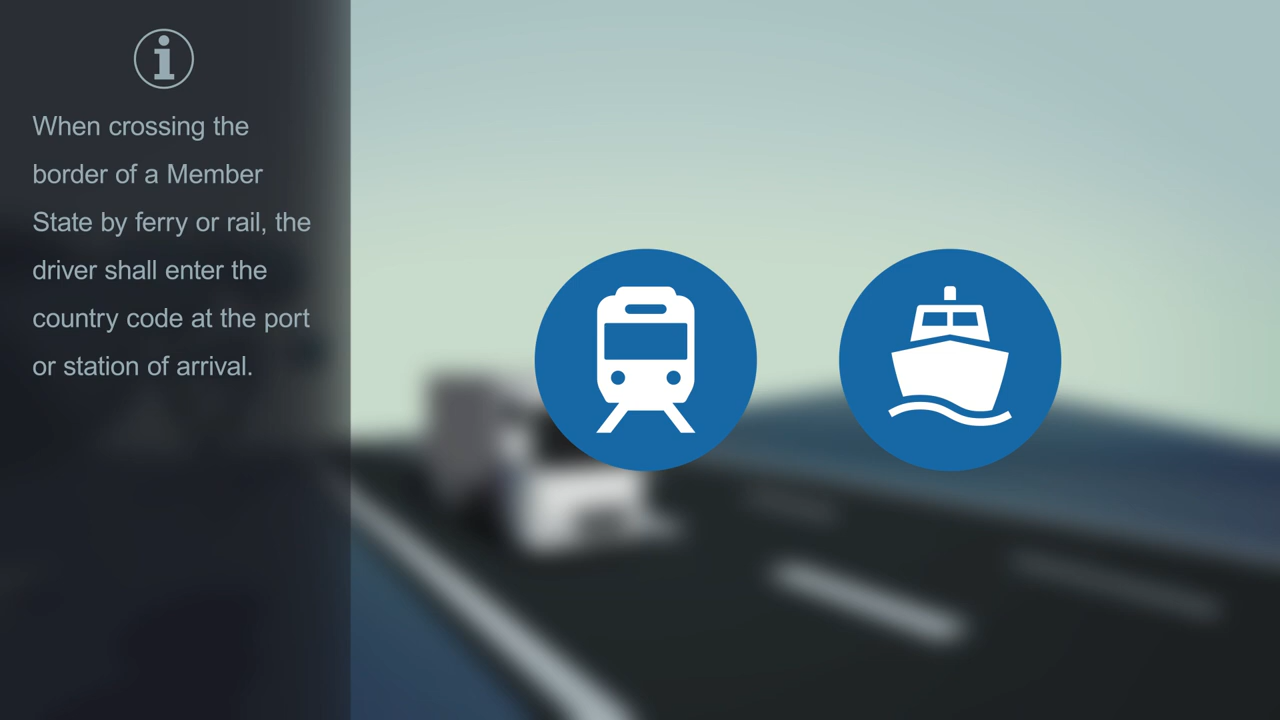 When crossing the
border of a Member
State by ferry or rail, the
driver shall enter the
country code at the port
or station of arrival.